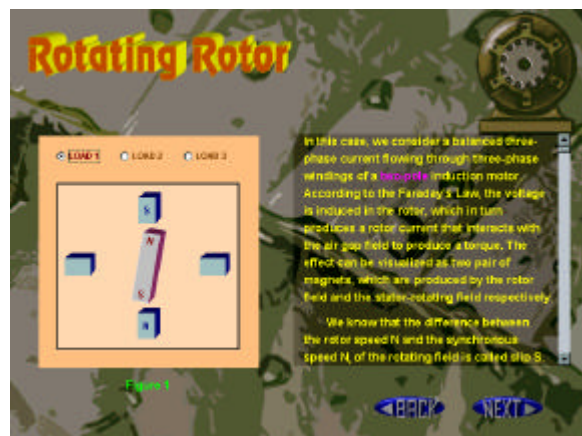 Rotating Rotor
LOAD 1 LOAD 2 LOAD 3
S
N
S
N
Figure 1
In this case, we consider a balanced three-
phase current flowing through three-phase
windings of a two-pole induction motor.
According to the Faraday's Law, the voltage
is induced in the rotor, which in turn
produces a rotor current that interacts with
the air gap field to produce a torque. The
effect can be visualized as two pair of
magnets, which are produced by the rotor
field and the stator-rotating field respectively
We know that the difference between
the rotor speed N and the synchronous
speed N, of the rotating field is called slip S.
BACK NEXT